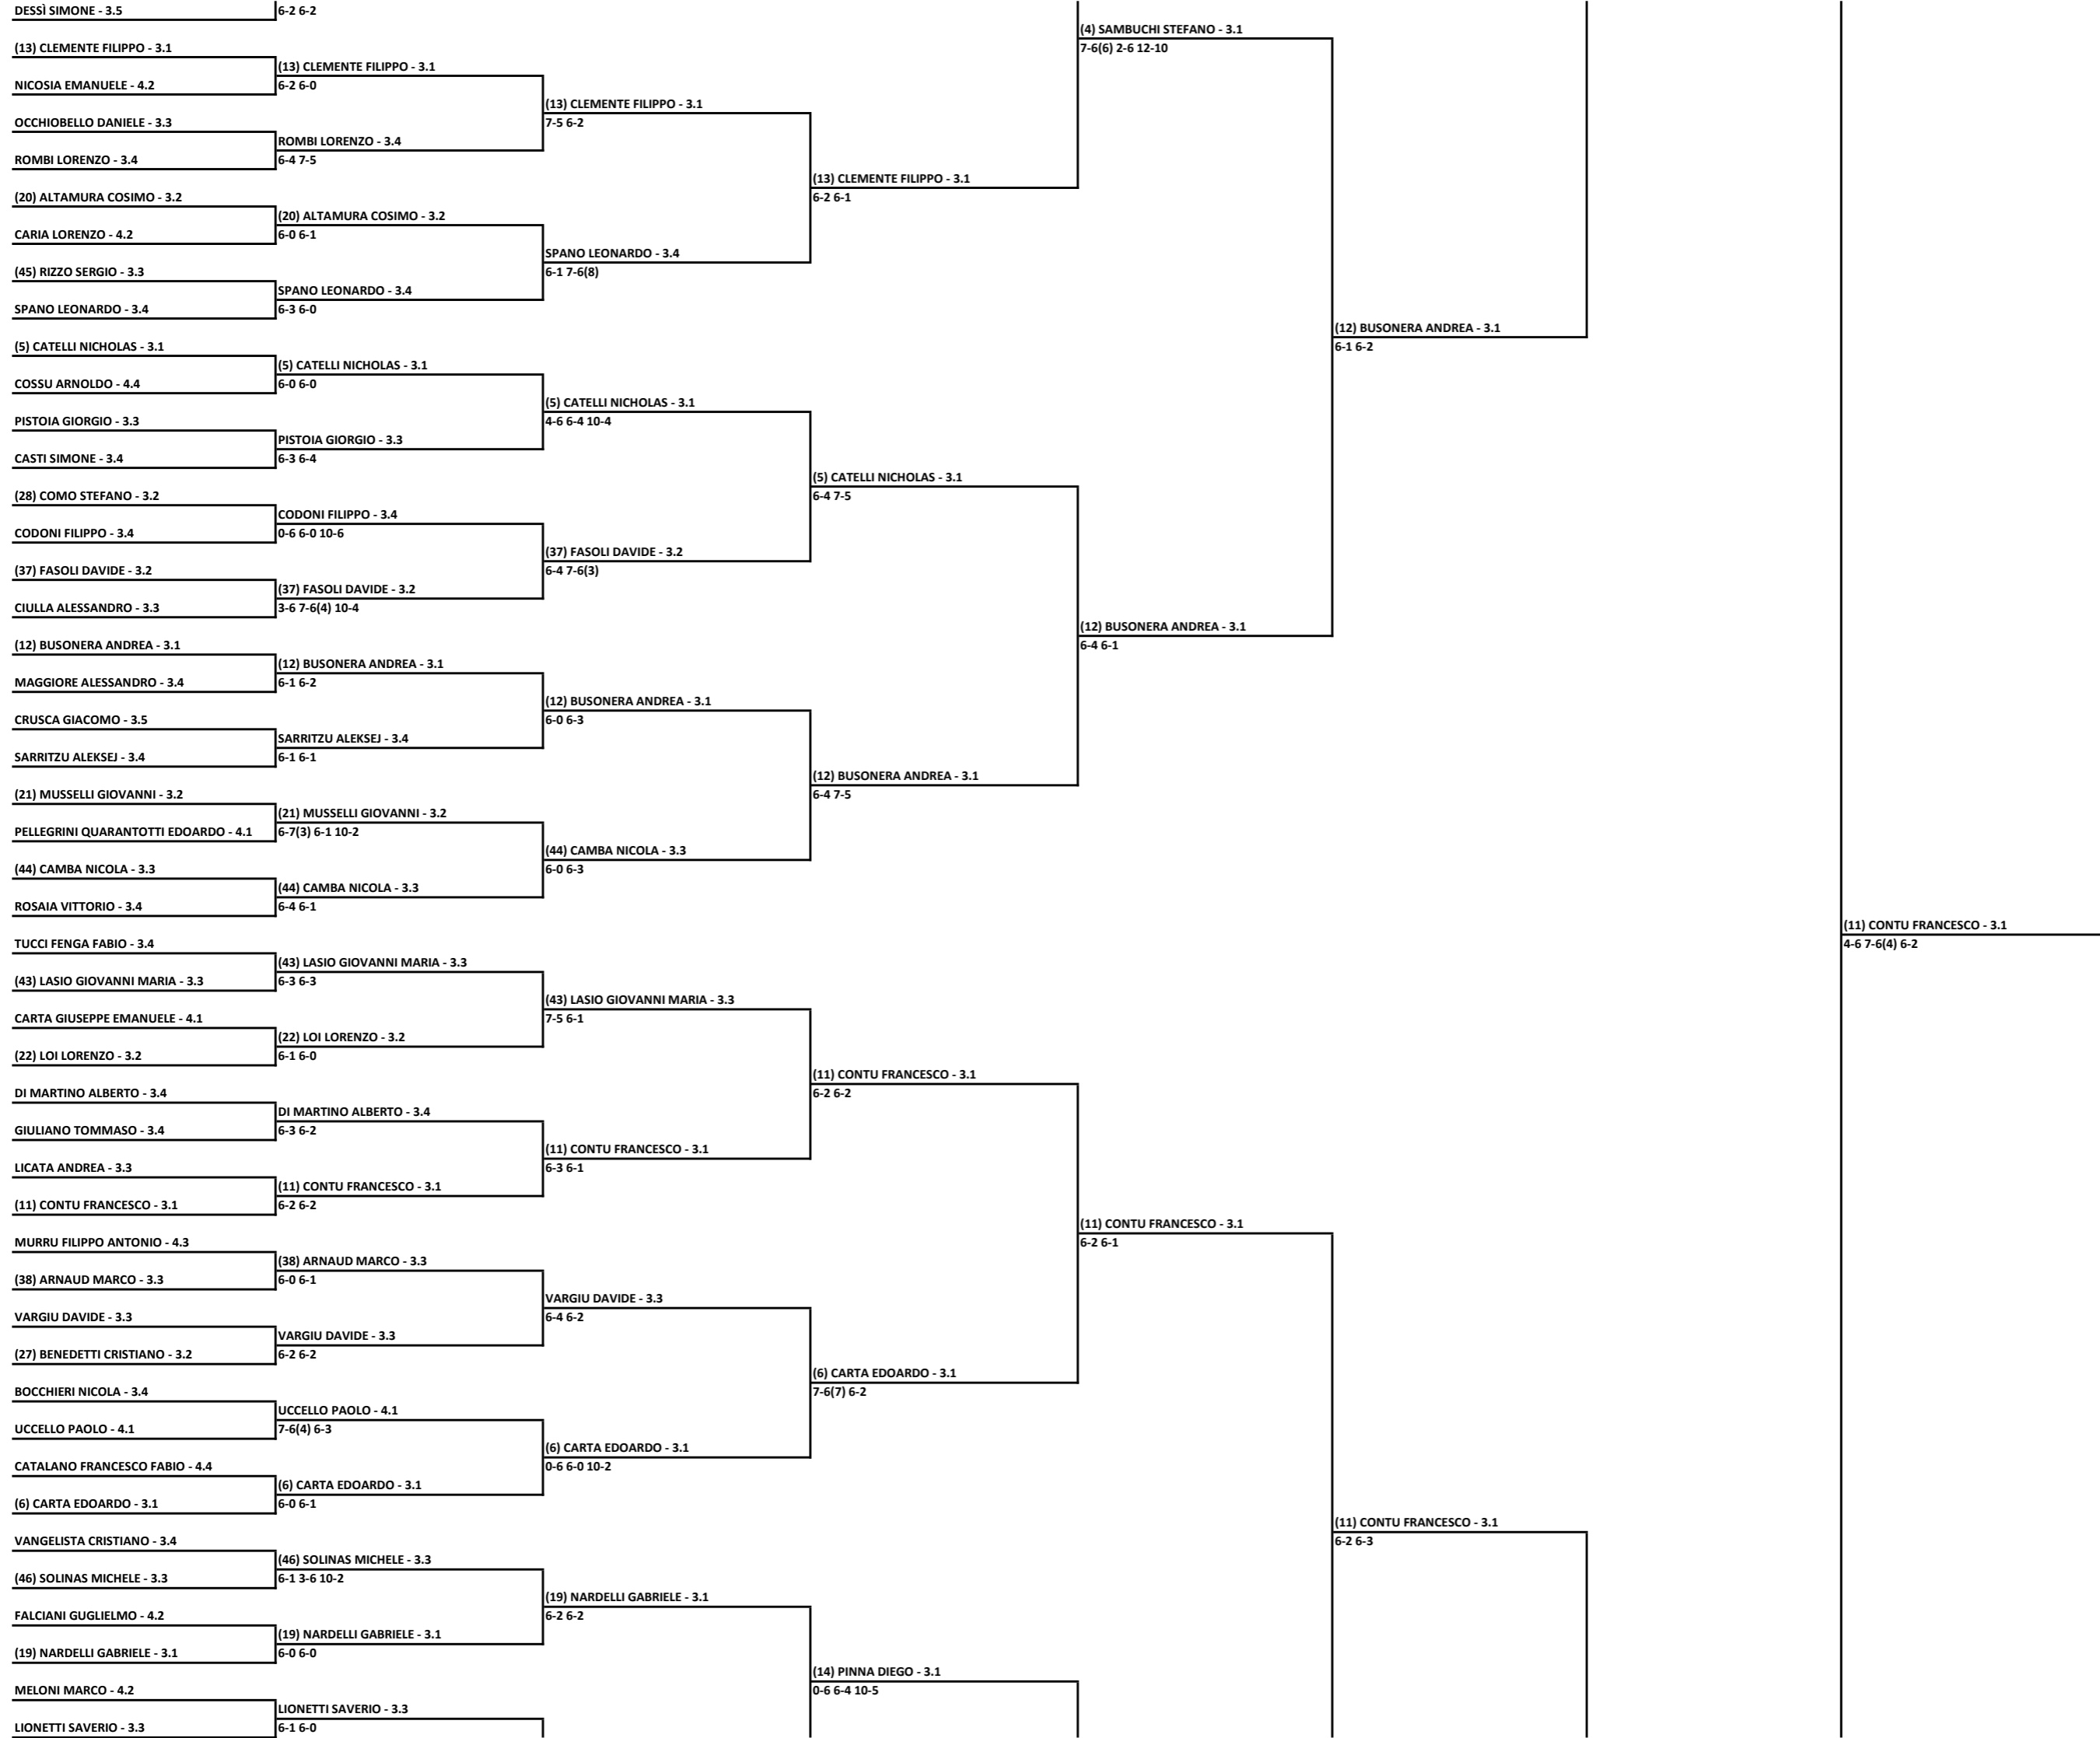 DESSÌ SIMONE - 3.5
6-2 6-2
(4) SAMBUCHI STEFANO - 3.1
7-6(6) 2-6 12-10
(13) CLEMENTE FILIPPO - 3.1
(13) CLEMENTE FILIPPO - 3.1
NICOSIA EMANUELE - 4.2
6-2 6-0
(13) CLEMENTE FILIPPO - 3.1
7-5 6-2
OCCHIOBELLO DANIELE - 3.3
ROMBI LORENZO - 3.4
ROMBI LORENZO - 3.4
6-4 7-5
(13) CLEMENTE FILIPPO - 3.1
6-2 6-1
(20) ALTAMURA COSIMO - 3.2
(20) ALTAMURA COSIMO - 3.2
CARIA LORENZO - 4.2
6-0 6-1
SPANO LEONARDO - 3.4
6-1 7-6(8)
(45) RIZZO SERGIO - 3.3
SPANO LEONARDO - 3.4
SPANO LEONARDO - 3.4
6-3 6-0
(12) BUSONERA ANDREA - 3.1
6-1 6-2
(5) CATELLI NICHOLAS - 3.1
(5) CATELLI NICHOLAS - 3.1
COSSU ARNOLDO - 4.4
6-0 6-0
(5) CATELLI NICHOLAS - 3.1
4-6 6-4 10-4
PISTOIA GIORGIO - 3.3
PISTOIA GIORGIO - 3.3
CASTI SIMONE - 3.4
6-3 6-4
(5) CATELLI NICHOLAS - 3.1
6-4 7-5
(28) COMO STEFANO - 3.2
CODONI FILIPPO - 3.4
CODONI FILIPPO - 3.4
0-6 6-0 10-6
(37) FASOLI DAVIDE - 3.2
6-4 7-6(3)
(37) FASOLI DAVIDE - 3.2
(37) FASOLI DAVIDE - 3.2
CIULLA ALESSANDRO - 3.3
3-6 7-6(4) 10-4
(12) BUSONERA ANDREA - 3.1
6-4 6-1
(12) BUSONERA ANDREA - 3.1
(12) BUSONERA ANDREA - 3.1
MAGGIORE ALESSANDRO - 3.4
6-1 6-2
(12) BUSONERA ANDREA - 3.1
6-0 6-3
CRUSCA GIACOMO - 3.5
SARRITZU ALEKSEJ - 3.4
SARRITZU ALEKSEJ - 3.4
6-1 6-1
(12) BUSONERA ANDREA - 3.1
6-4 7-5
(21) MUSSELLI GIOVANNI - 3.2
(21) MUSSELLI GIOVANNI - 3.2
PELLEGRINI QUARANTOTTI EDOARDO - 4.1
6-7(3) 6-1 10-2
(44) CAMBA NICOLA - 3.3
6-0 6-3
(44) CAMBA NICOLA - 3.3
(44) CAMBA NICOLA - 3.3
ROSAIA VITTORIO - 3.4
6-4 6-1
(11) CONTU FRANCESCO - 3.1
4-6 7-6(4) 6-2
TUCCI FENGA FABIO - 3.4
(43) LASIO GIOVANNI MARIA - 3.3
(43) LASIO GIOVANNI MARIA - 3.3
6-3 6-3
(43) LASIO GIOVANNI MARIA - 3.3
7-5 6-1
CARTA GIUSEPPE EMANUELE - 4.1
(22) LOI LORENZO - 3.2
(22) LOI LORENZO - 3.2
6-1 6-0
(11) CONTU FRANCESCO - 3.1
6-2 6-2
DI MARTINO ALBERTO - 3.4
DI MARTINO ALBERTO - 3.4
GIULIANO TOMMASO - 3.4
6-3 6-2
(11) CONTU FRANCESCO - 3.1
6-3 6-1
LICATA ANDREA - 3.3
(11) CONTU FRANCESCO - 3.1
(11) CONTU FRANCESCO - 3.1
6-2 6-2
(11) CONTU FRANCESCO - 3.1
6-2 6-1
MURRU FILIPPO ANTONIO - 4.3
(38) ARNAUD MARCO - 3.3
(38) ARNAUD MARCO - 3.3
6-0 6-1
VARGIU DAVIDE - 3.3
6-4 6-2
VARGIU DAVIDE - 3.3
VARGIU DAVIDE - 3.3
(27) BENEDETTI CRISTIANO - 3.2
6-2 6-2
(6) CARTA EDOARDO - 3.1
7-6(7) 6-2
BOCCHIERI NICOLA - 3.4
UCCELLO PAOLO - 4.1
UCCELLO PAOLO - 4.1
7-6(4) 6-3
(6) CARTA EDOARDO - 3.1
0-6 6-0 10-2
CATALANO FRANCESCO FABIO - 4.4
(6) CARTA EDOARDO - 3.1
(6) CARTA EDOARDO - 3.1
6-0 6-1
(11) CONTU FRANCESCO - 3.1
6-2 6-3
VANGELISTA CRISTIANO - 3.4
(46) SOLINAS MICHELE - 3.3
(46) SOLINAS MICHELE - 3.3
6-1 3-6 10-2
(19) NARDELLI GABRIELE - 3.1
6-2 6-2
FALCIANI GUGLIELMO - 4.2
(19) NARDELLI GABRIELE - 3.1
(19) NARDELLI GABRIELE - 3.1
6-0 6-0
(14) PINNA DIEGO - 3.1
0-6 6-4 10-5
MELONI MARCO - 4.2
LIONETTI SAVERIO - 3.3
LIONETTI SAVERIO - 3.3
6-1 6-0